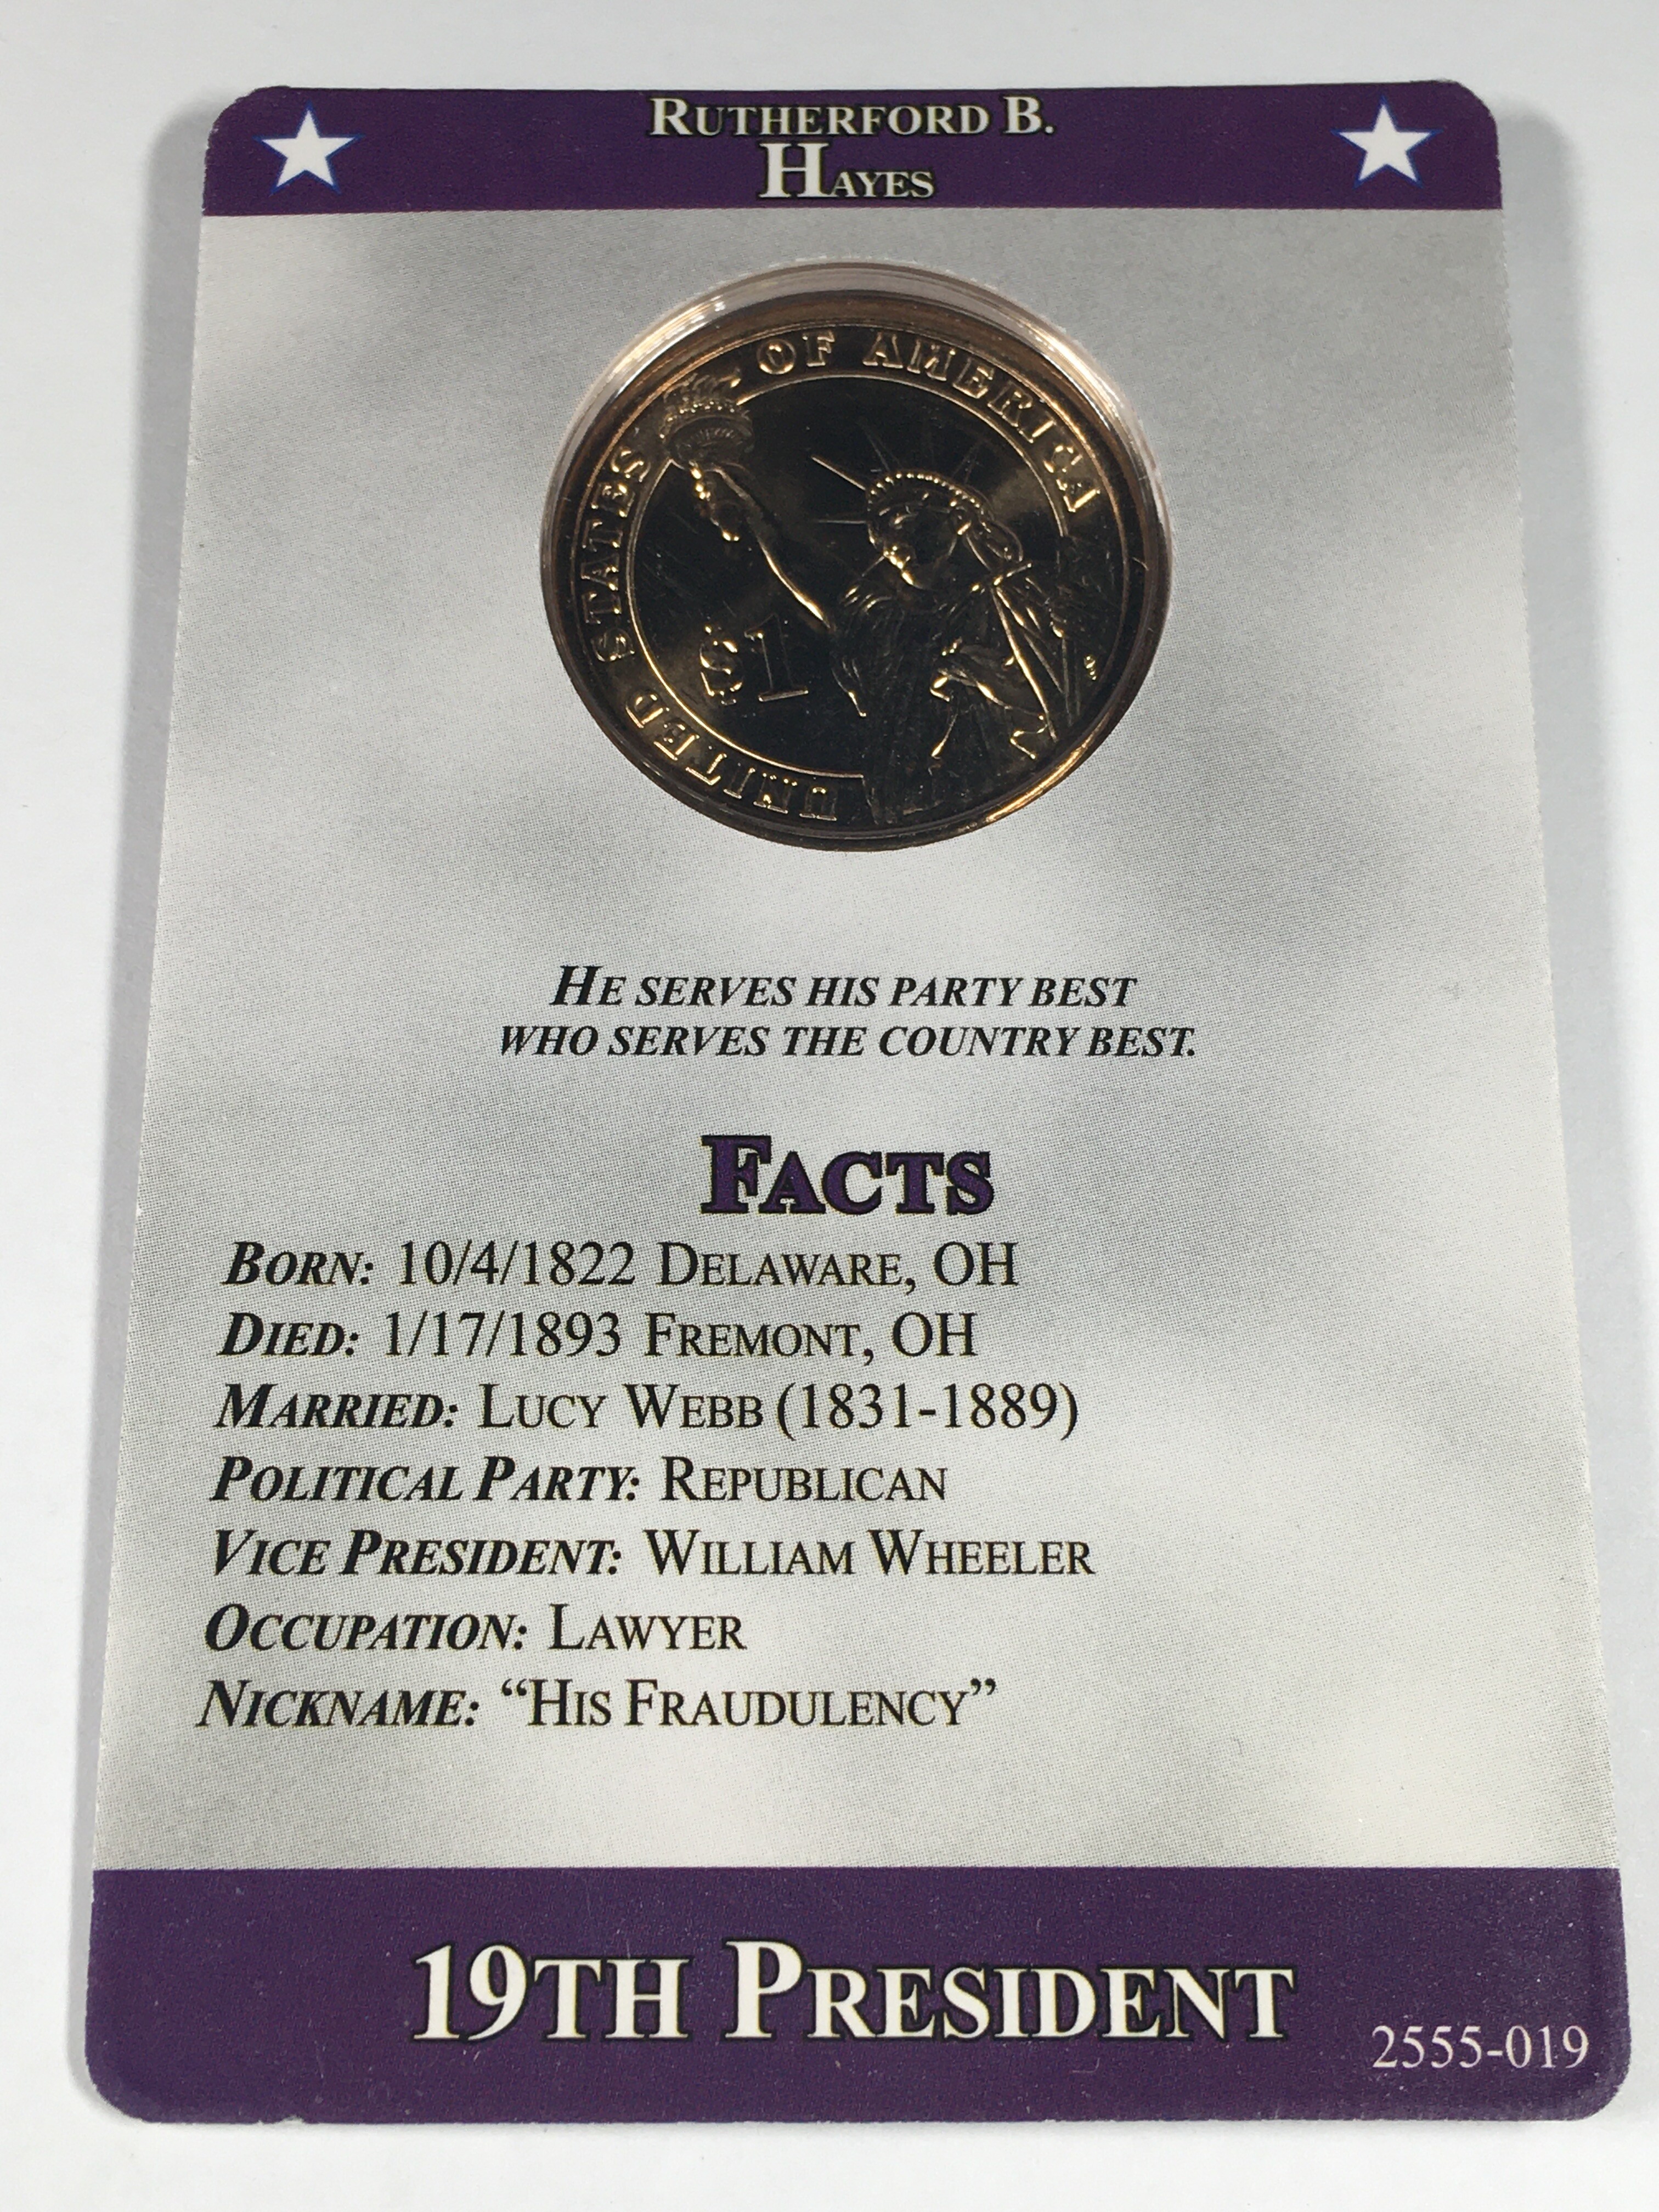 RUTHERFORD B.
HAYES
UNITED STATES OF AMERICA
$1
HE SERVES HIS PARTY BEST
WHO SERVES THE COUNTRY BEST.
FACTS
BORN: 10/4/1822 DELAWARE, OH
DIED: 1/17/1893 FREMONT, OH
MARRIED: LUCY WEBB (1831-1889)
POLITICAL PARTY: REPUBLICAN
VICE PRESIDENT: WILLIAM WHEELER
OCCUPATION: LAWYER
NICKNAME: “HIS FRAUDULENCY”
19TH PRESIDENT
2555-019